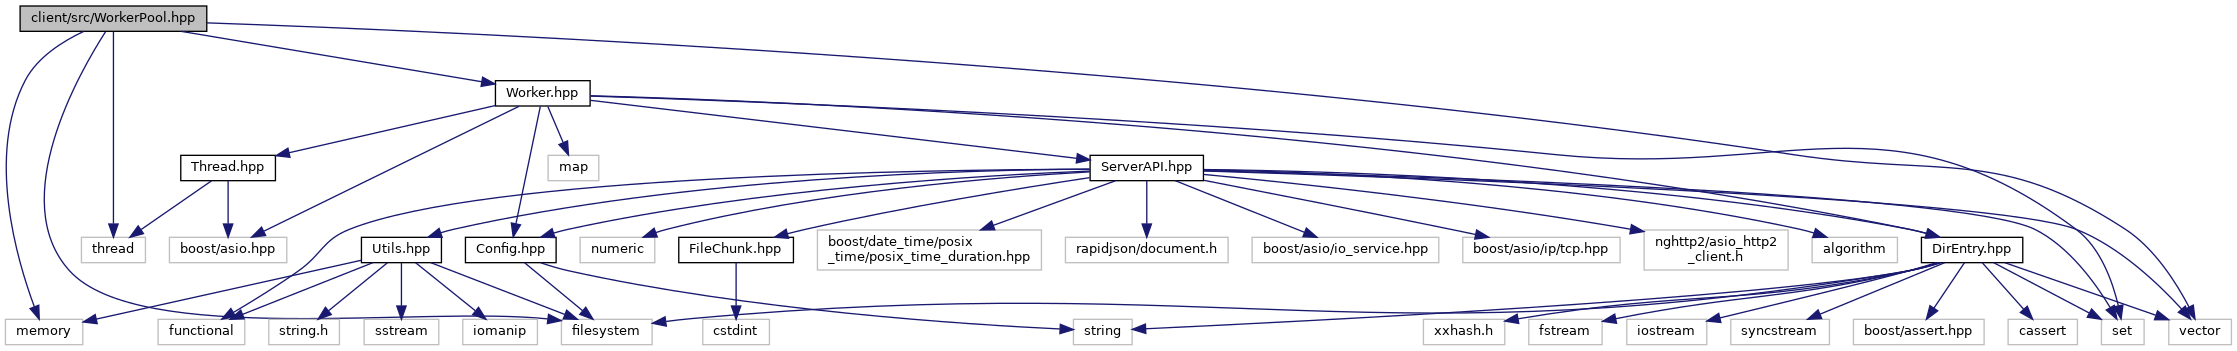 client/src/WorkerPool.hpp
Worker.hpp
Thread.hpp
map
ServerAPI.hpp
thread
boost/asio.hpp
Utils.hpp
Config.hpp
numeric
FileChunk.hpp
boost/date_time/posix
_time/posix_time_duration.hpp
rapidjson/document.h
boost/asio/io_service.hpp
boost/asio/ip/tcp.hpp
nghttp2/asio_http2
_client.h
algorithm
DirEntry.hpp
memory
functional
string.h
sstream
iomanip
filesystem
cstdint
string
xxhash.h
fstream
iostream
syncstream
boost/assert.hpp
cassert
set
vector